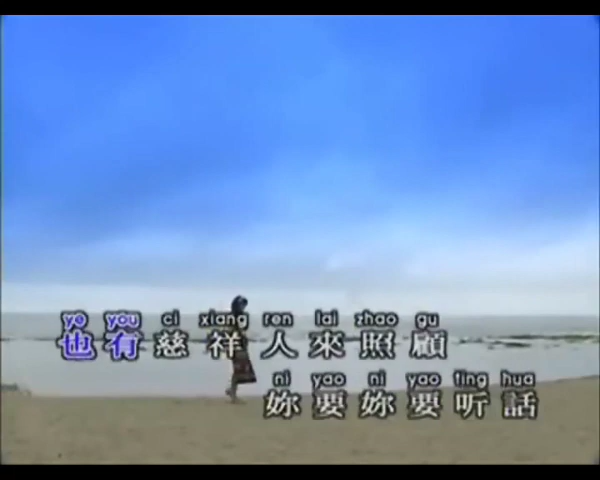 ye you ci xiang ren lai zhao gu
也有慈祥人來照顧
ni yao ni yao ting hua
妳要妳要听話